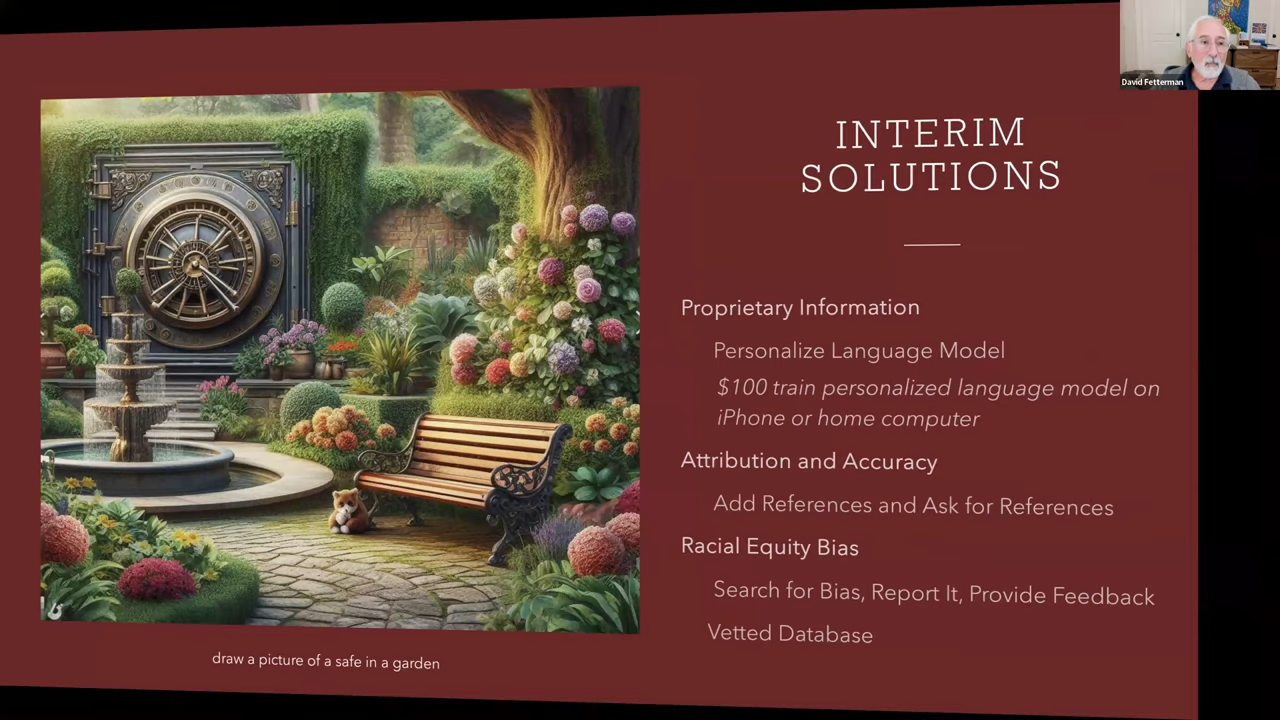 David Fetterman
INTERIM
SOLUTIONS
Proprietary Information
Personalize Language Model
$100 train personalized language model on
iPhone or home computer
Attribution and Accuracy
Add References and Ask for References
Racial Equity Bias
Search for Bias, Report It, Provide Feedback
Vetted Database
draw a picture of a safe in a garden